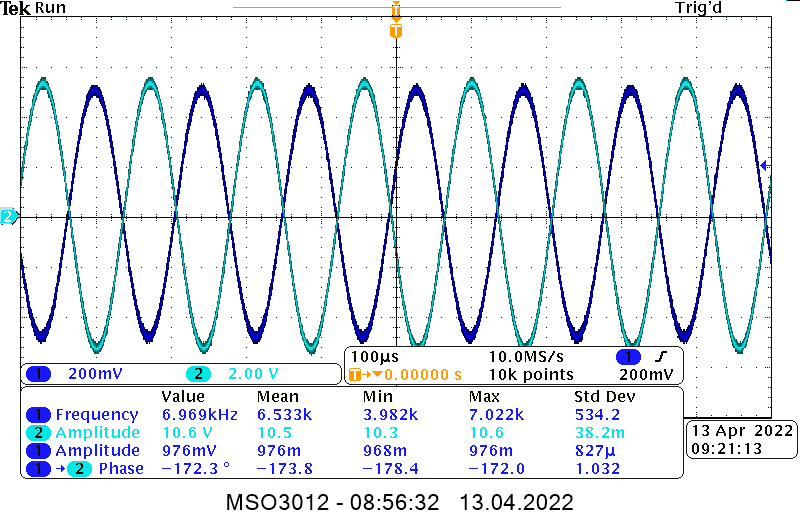 Tek Run Trig'd
T
T
2
1 200mV 2 2.00 V
100µs 10.0MS/s 1
T→▼0.00000 s 10k points 200mV
Value Mean Min Max Std Dev
1 Frequency 6.969kHz 6.533k 3.982k 7.022k 534.2
2 Amplitude 10.6 V 10.5 10.3 10.6 38.2m
1 Amplitude 976mV 976m 968m 976m 827µ
1 → 2 Phase −172.3 ° −173.8 −178.4 −172.0 1.032
13 Apr 2022
09:21:13
MSO3012 - 08:56:32 13.04.2022